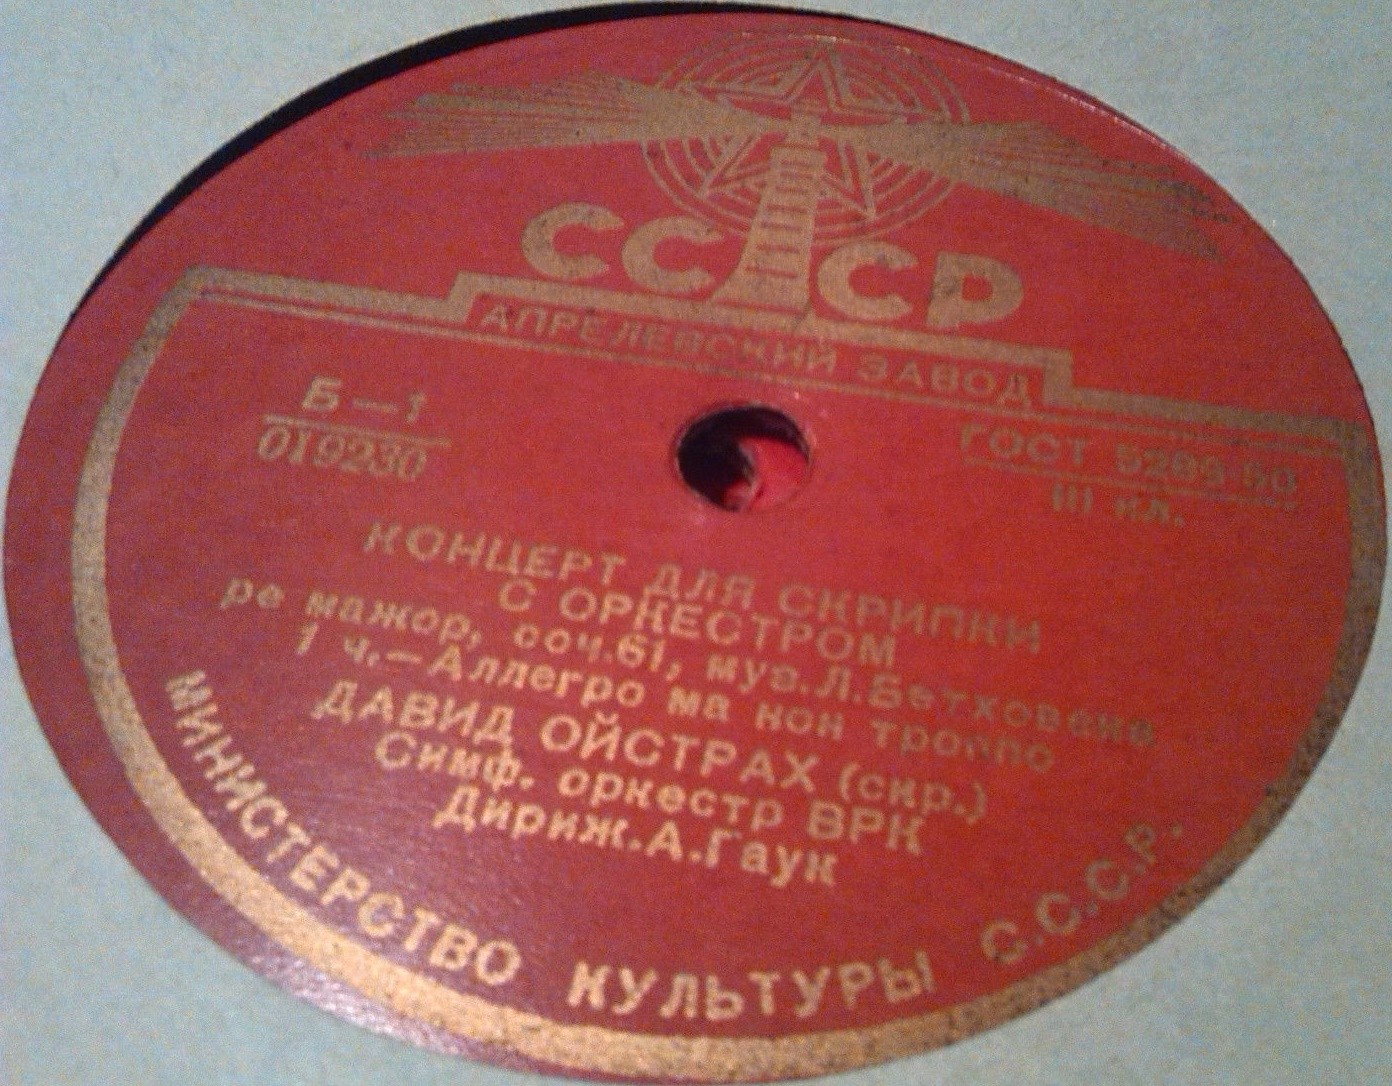 СССР
АПРЕЛЕВСКИЙ ЗАВОД
Б—1
019230
ГОСТ 5289-50
III кл.
КОНЦЕРТ ДЛЯ СКРИПКИ
С ОРКЕСТРОМ
ре мажор, соч.61, муз.Л.Бетховена
1 ч.—Аллегро ма нон троппо
ДАВИД ОЙСТРАХ (скр.)
Симф. оркестр ВРК
Дириж.А.Гаук
МИНИСТЕРСТВО КУЛЬТУРЫ С.С.С.Р.